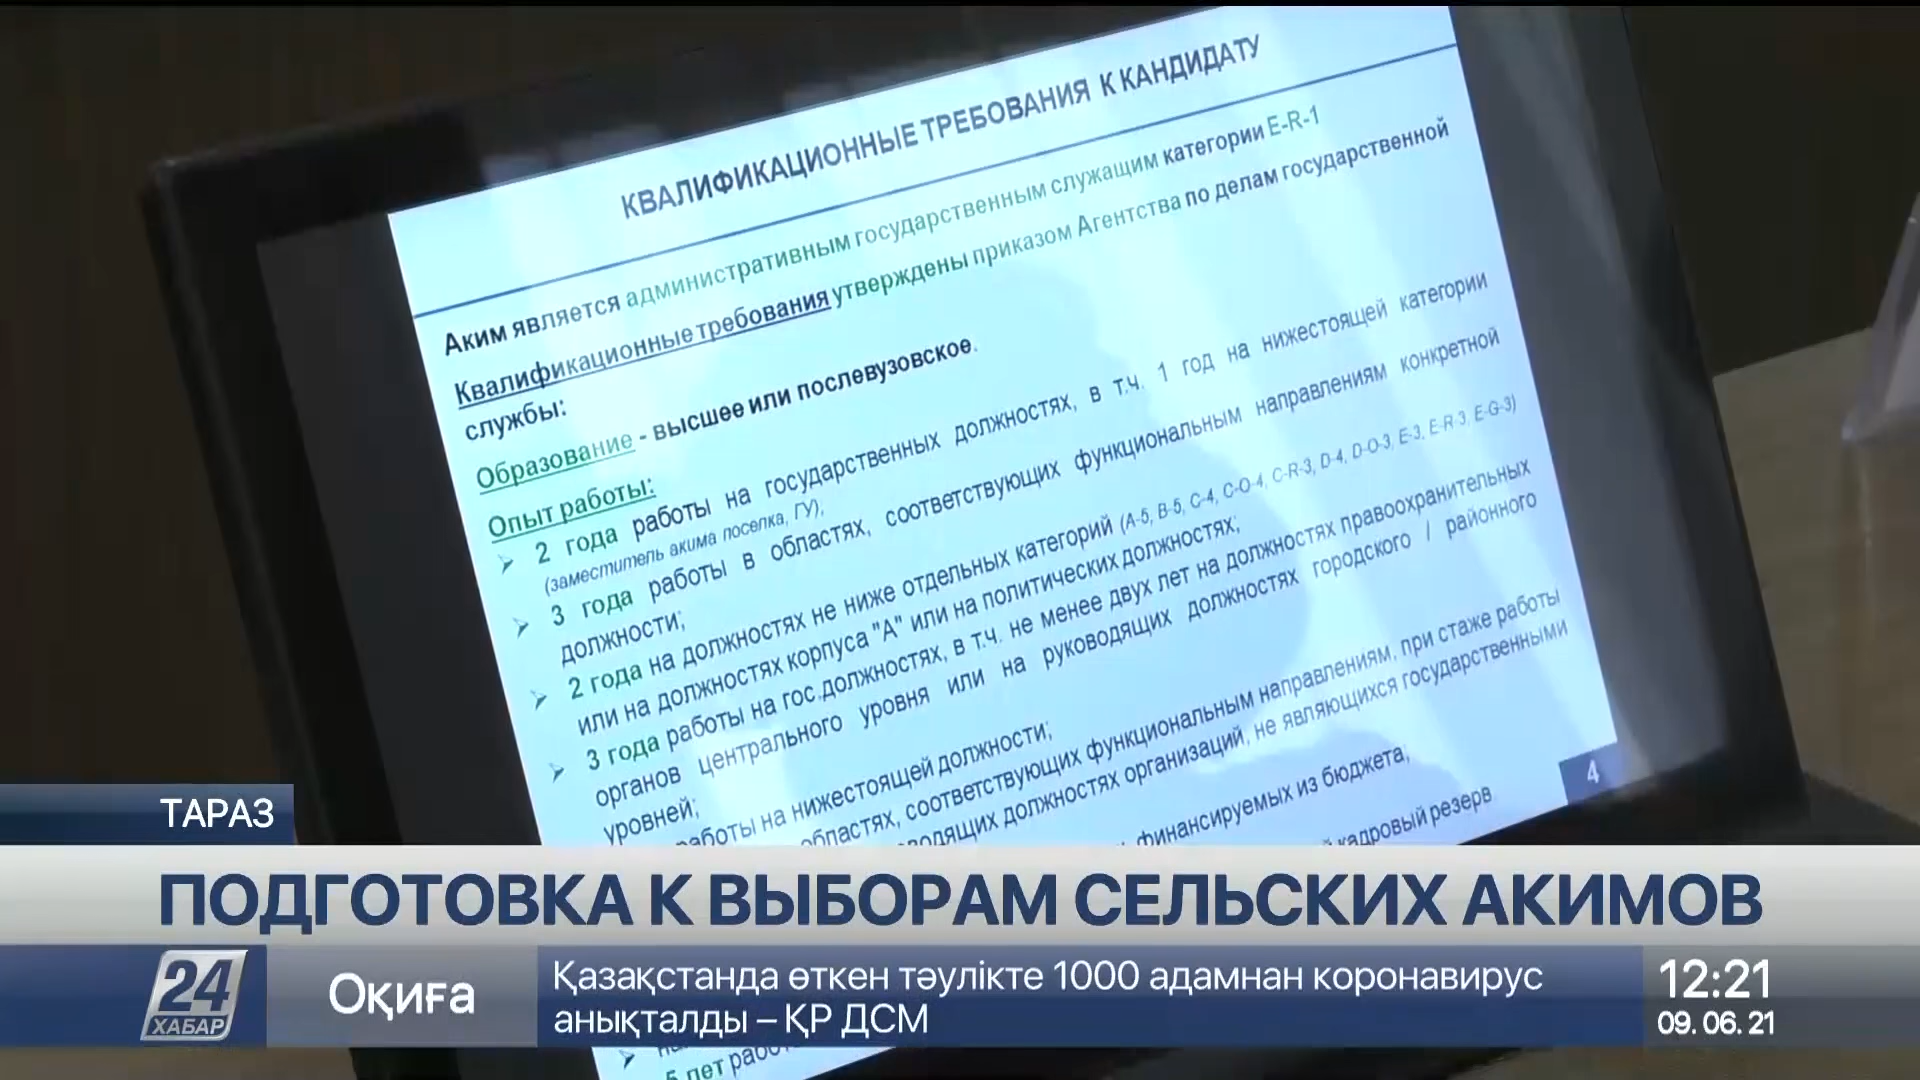 КВАЛИФИКАЦИОННЫЕ ТРЕБОВАНИЯ К КАНДИДАТУ
Аким является административным государственным служащим категории E-R-1
Квалификационные требования утверждены приказом Агентства по делам государственной
службы:
Образование - высшее или послевузовское.
Опыт работы:
2 года работы на государственных должностях, в т.ч. 1 год на нижестоящей категории
(заместитель акима поселка, ГУ);
3 года работы в областях, соответствующих функциональным направлениям конкретной
должности;
2 года на должностях не ниже отдельных категорий (А-5, В-5, С-4, С-О-4, C-R-3, D-4, D-O-3, E-3, E-R-3, E-G-3)
или на должностях корпуса "А" или на политических должностях;
3 года работы на гос.должностях, в т.ч. не менее двух лет на должностях правоохранительных
органов центрального уровня или на руководящих должностях городского / районного
уровней;
работы на нижестоящей должности;
областях, соответствующих функциональным направлениям, при стаже работы
должностях организаций, не являющихся государственными
финансируемых из бюджета;
кадровый резерв
5 лет
4
ТАРАЗ
ПОДГОТОВКА К ВЫБОРАМ СЕЛЬСКИХ АКИМОВ
24
ХАБАР
Оқиға
Қазақстанда өткен тәулікте 1000 адамнан коронавирус
анықталды – ҚР ДСМ
12:21
09. 06. 21